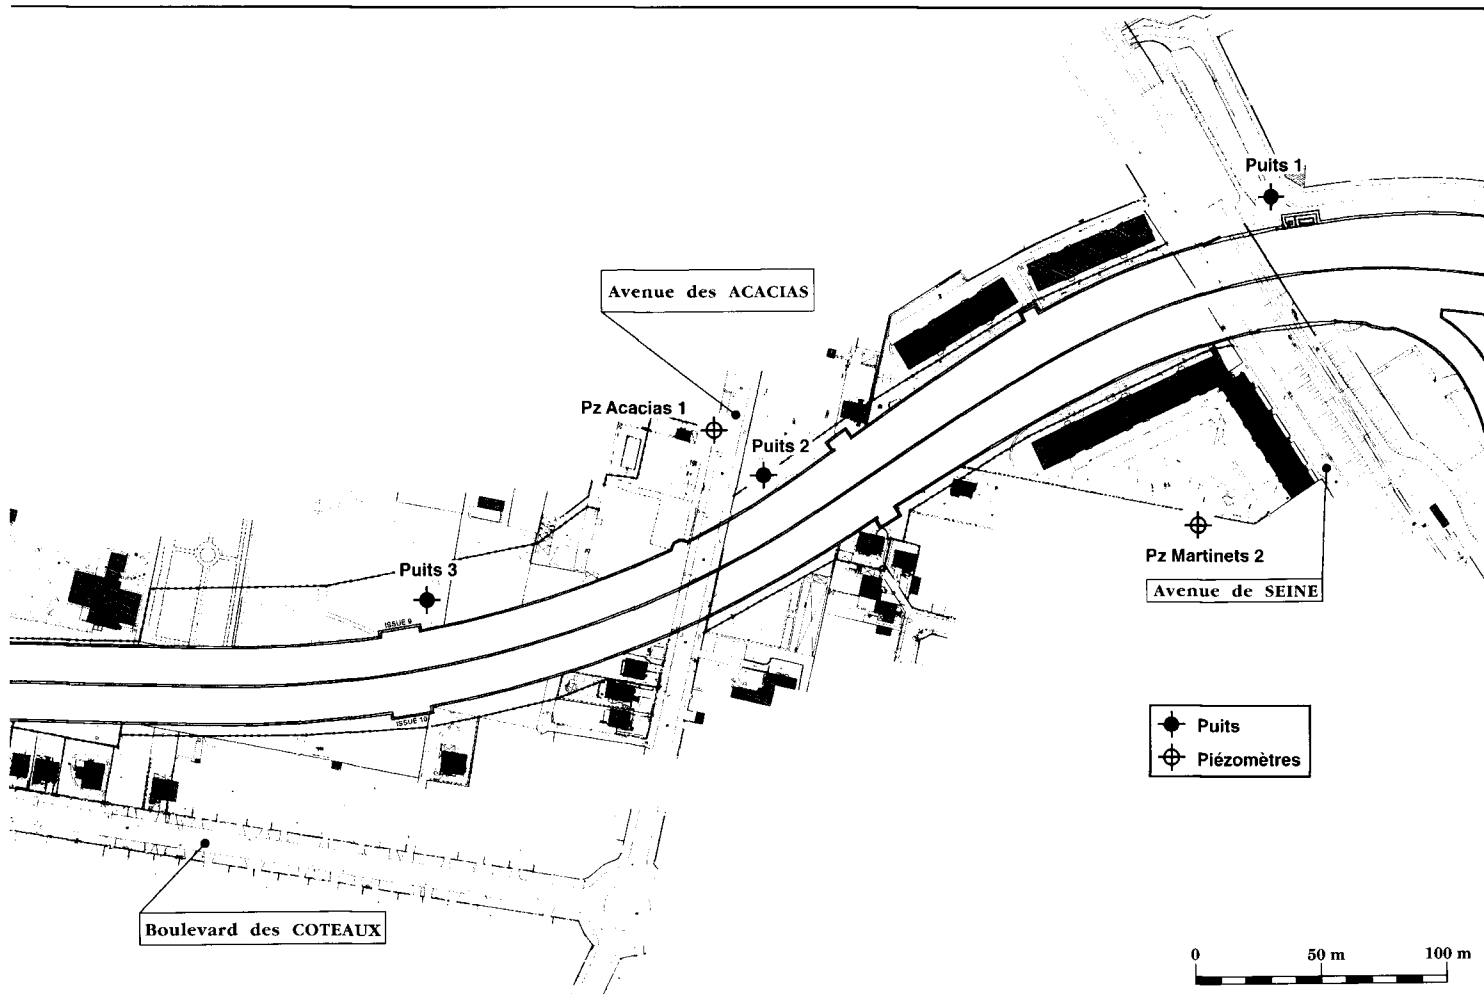 Puits 1
Avenue des ACACIAS
Pz Acacias 1
Puits 2
Puits 3
ISSUE 9
Pz Martinets 2
Avenue de SEINE
ISSUE 10
Puits
Piézomètres
Boulevard des COTEAUX
0 50 m 100 m